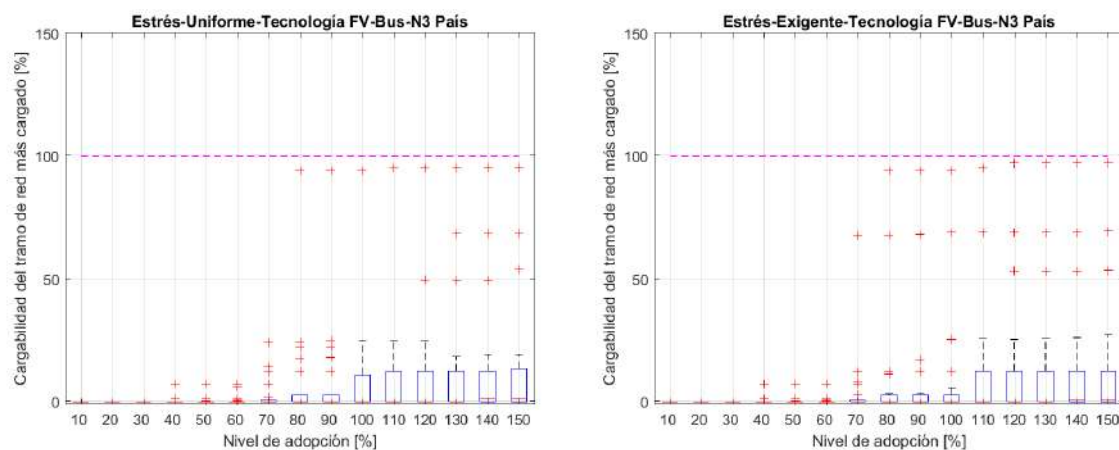 Estrés-Uniforme-Tecnología FV-Bus-N3 País
Cargabilidad del tramo de red más cargado [%]
150
100
50
0
10 20 30 40 50 60 70 80 90 100 110 120 130 140 150
Nivel de adopción [%]
Estrés-Exigente-Tecnología FV-Bus-N3 País
Cargabilidad del tramo de red más cargado [%]
150
100
50
0
10 20 30 40 50 60 70 80 90 100 110 120 130 140 150
Nivel de adopción [%]